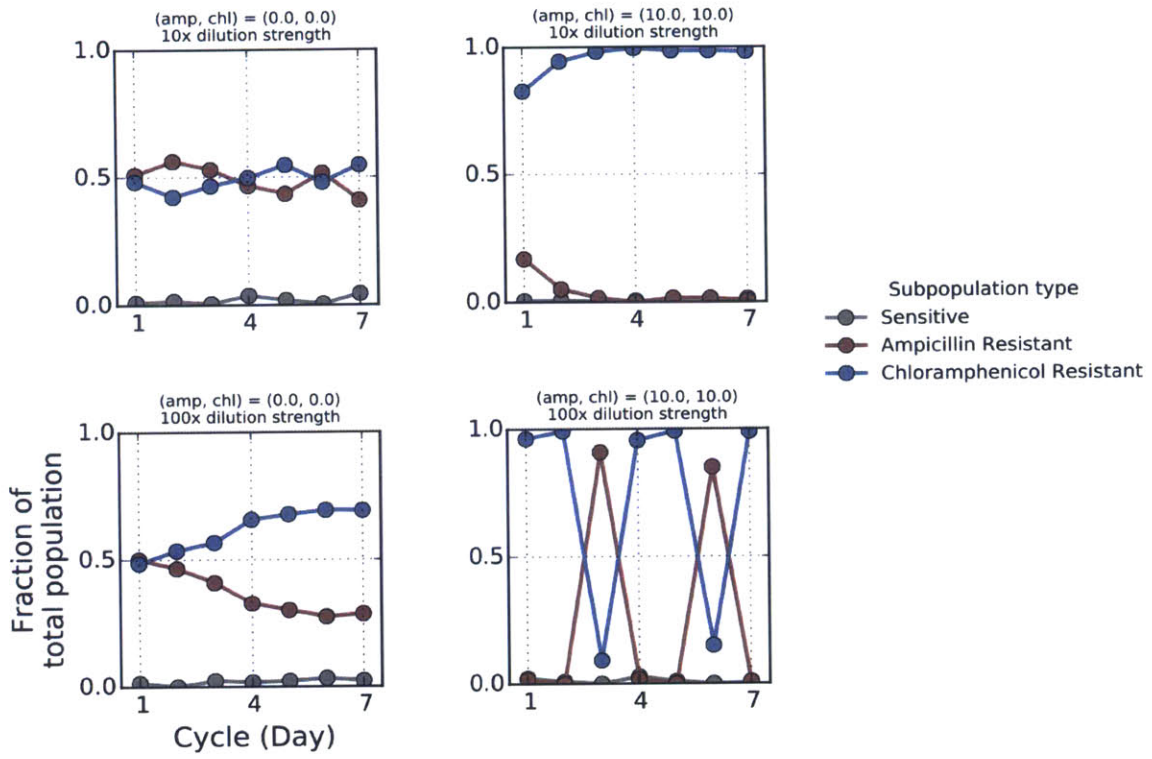 (amp, chl) = (0.0, 0.0)
10x dilution strength
1.0
0.5
0.0
1
4
7
(amp, chl) = (10.0, 10.0)
10x dilution strength
1.0
0.5
0.0
1
4
7
Subpopulation type
Sensitive
Ampicillin Resistant
Chloramphenicol Resistant
(amp, chl) = (0.0, 0.0)
100x dilution strength
1.0
0.5
0.0
1
4
7
Fraction of
total population
Cycle (Day)
(amp, chl) = (10.0, 10.0)
100x dilution strength
1.0
0.5
0.0
1
4
7